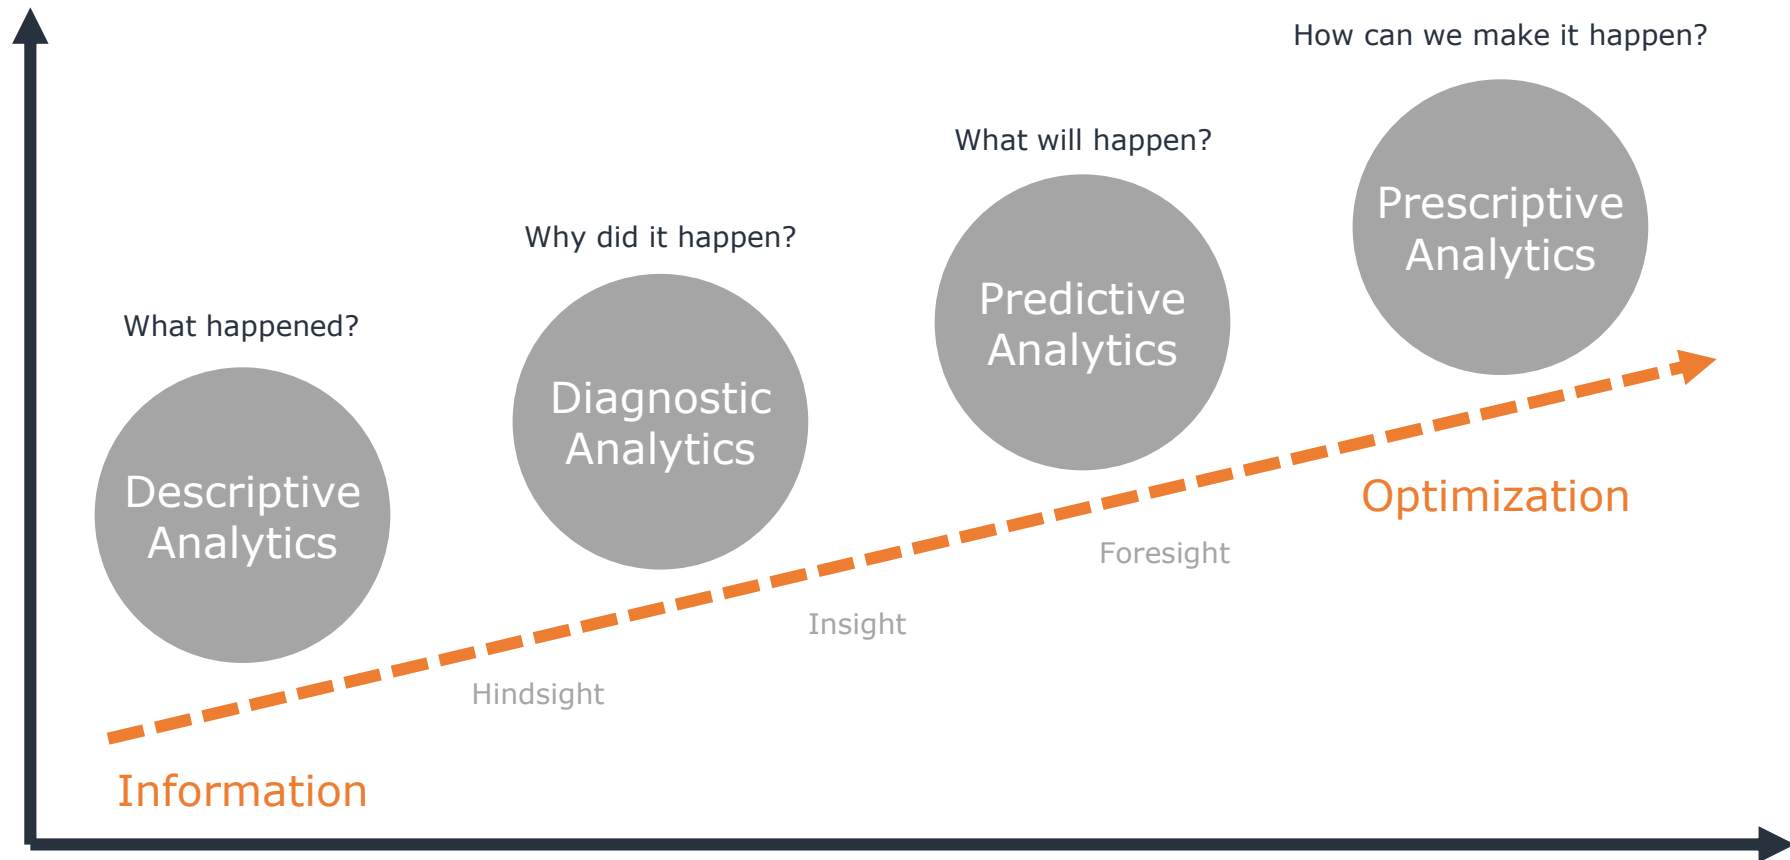 How can we make it happen?
Prescriptive
Analytics
What will happen?
Predictive
Analytics
Why did it happen?
Diagnostic
Analytics
What happened?
Descriptive
Analytics
Optimization
Foresight
Insight
Hindsight
Information